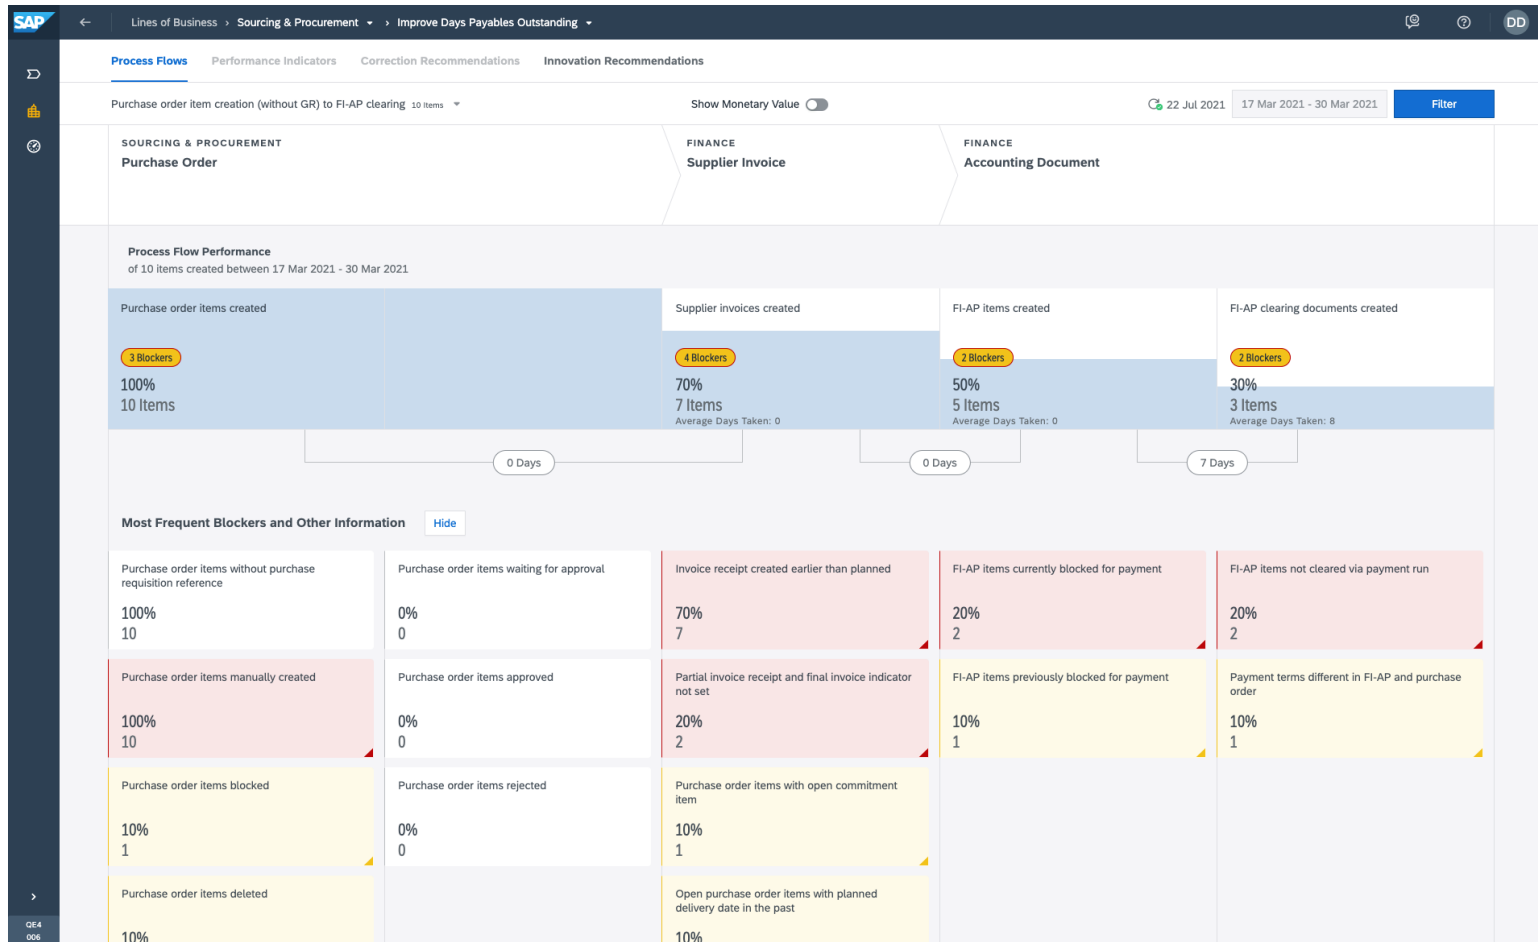 SAP
Lines of Business › Sourcing & Procurement › Improve Days Payables Outstanding
DD
Process Flows Performance Indicators Correction Recommendations Innovation Recommendations
Purchase order item creation (without GR) to FI-AP clearing 10 Items
Show Monetary Value
22 Jul 2021
17 Mar 2021 - 30 Mar 2021
Filter
SOURCING & PROCUREMENT
Purchase Order
FINANCE
Supplier Invoice
FINANCE
Accounting Document
Process Flow Performance
of 10 items created between 17 Mar 2021 - 30 Mar 2021
Purchase order items created
3 Blockers
100%
10 Items
Supplier invoices created
4 Blockers
70%
7 Items
Average Days Taken: 0
FI-AP items created
2 Blockers
50%
5 Items
Average Days Taken: 0
FI-AP clearing documents created
2 Blockers
30%
3 Items
Average Days Taken: 8
0 Days
0 Days
7 Days
Most Frequent Blockers and Other Information
Hide
Purchase order items without purchase
requisition reference
100%
10
Purchase order items waiting for approval
0%
0
Invoice receipt created earlier than planned
70%
7
FI-AP items currently blocked for payment
20%
2
FI-AP items not cleared via payment run
20%
2
Purchase order items manually created
100%
10
Purchase order items approved
0%
0
Partial invoice receipt and final invoice indicator
not set
20%
2
FI-AP items previously blocked for payment
10%
1
Payment terms different in FI-AP and purchase
order
10%
1
Purchase order items blocked
10%
1
Purchase order items rejected
0%
0
Purchase order items with open commitment
item
10%
1
Purchase order items deleted
10%
Open purchase order items with planned
delivery date in the past
10%
QE4
006